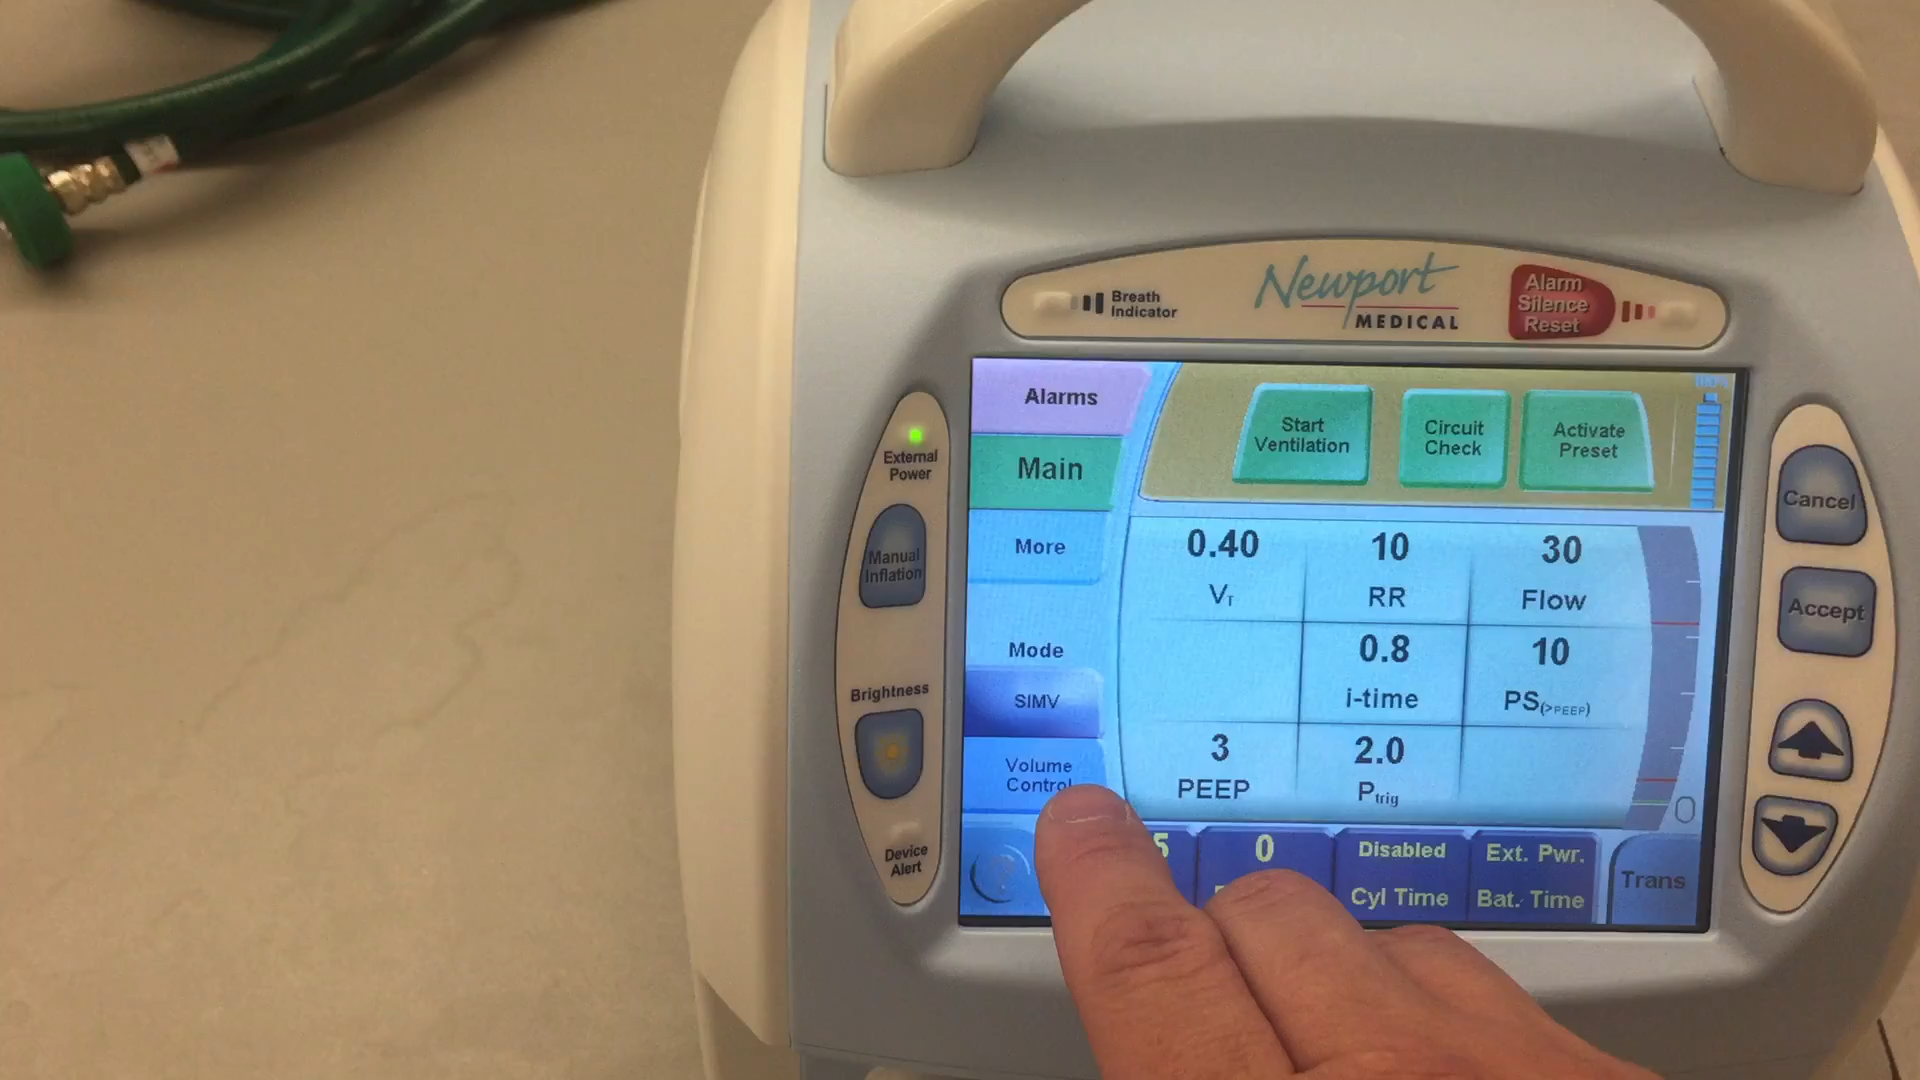 Breath
Indicator
Newport
MEDICAL
Alarm
Silence
Reset
External
Power
Manual
Inflation
Brightness
Device
Alert
Alarms
Main
More
Mode
SIMV
Volume
Control
Start
Ventilation
Circuit
Check
Activate
Preset
0.40
VT
10
RR
30
Flow
0.8
i-time
10
PS(>PEEP)
3
PEEP
2.0
Ptrig
0
5
0
Disabled
Cyl Time
Ext. Pwr.
Bat. Time
Trans
Cancel
Accept